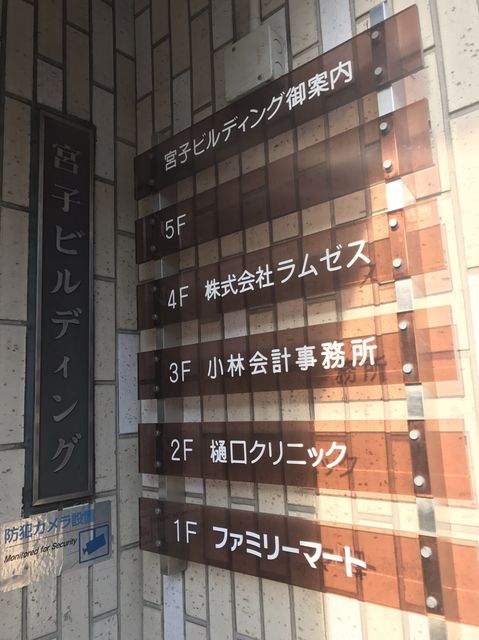 宮子ビルディング
宮子ビルディング御案内
5F
4F 株式会社ラムゼス
3F 小林会計事務所
2F 樋口クリニック
1F ファミリーマート
防犯カメラ設置
Monitored for Security